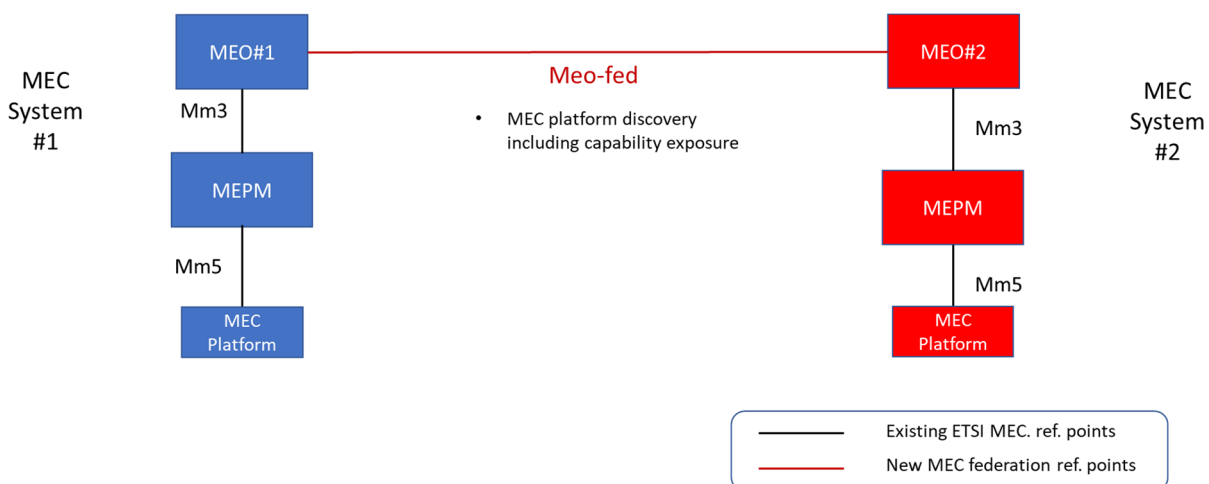 MEO#1
MEO#2
MEC
System
#1
Meo-fed
MEC
System
#2
Mm3
• MEC platform discovery
including capability exposure
Mm3
MEPM
MEPM
Mm5
Mm5
MEC
Platform
MEC
Platform
Existing ETSI MEC. ref. points
New MEC federation ref. points